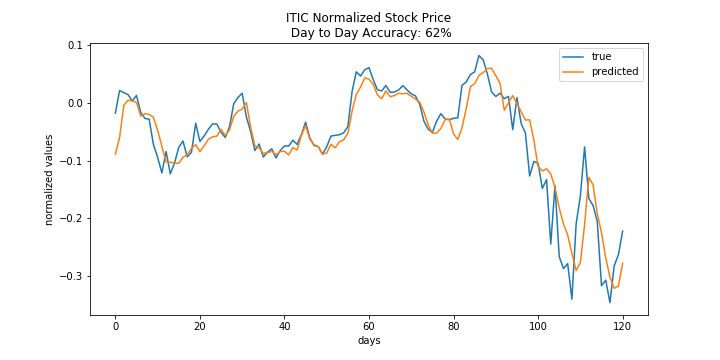 ITIC Normalized Stock Price
Day to Day Accuracy: 62%
true
predicted
normalized values
0.1
0.0
−0.1
−0.2
−0.3
0
20
40
60
80
100
120
days